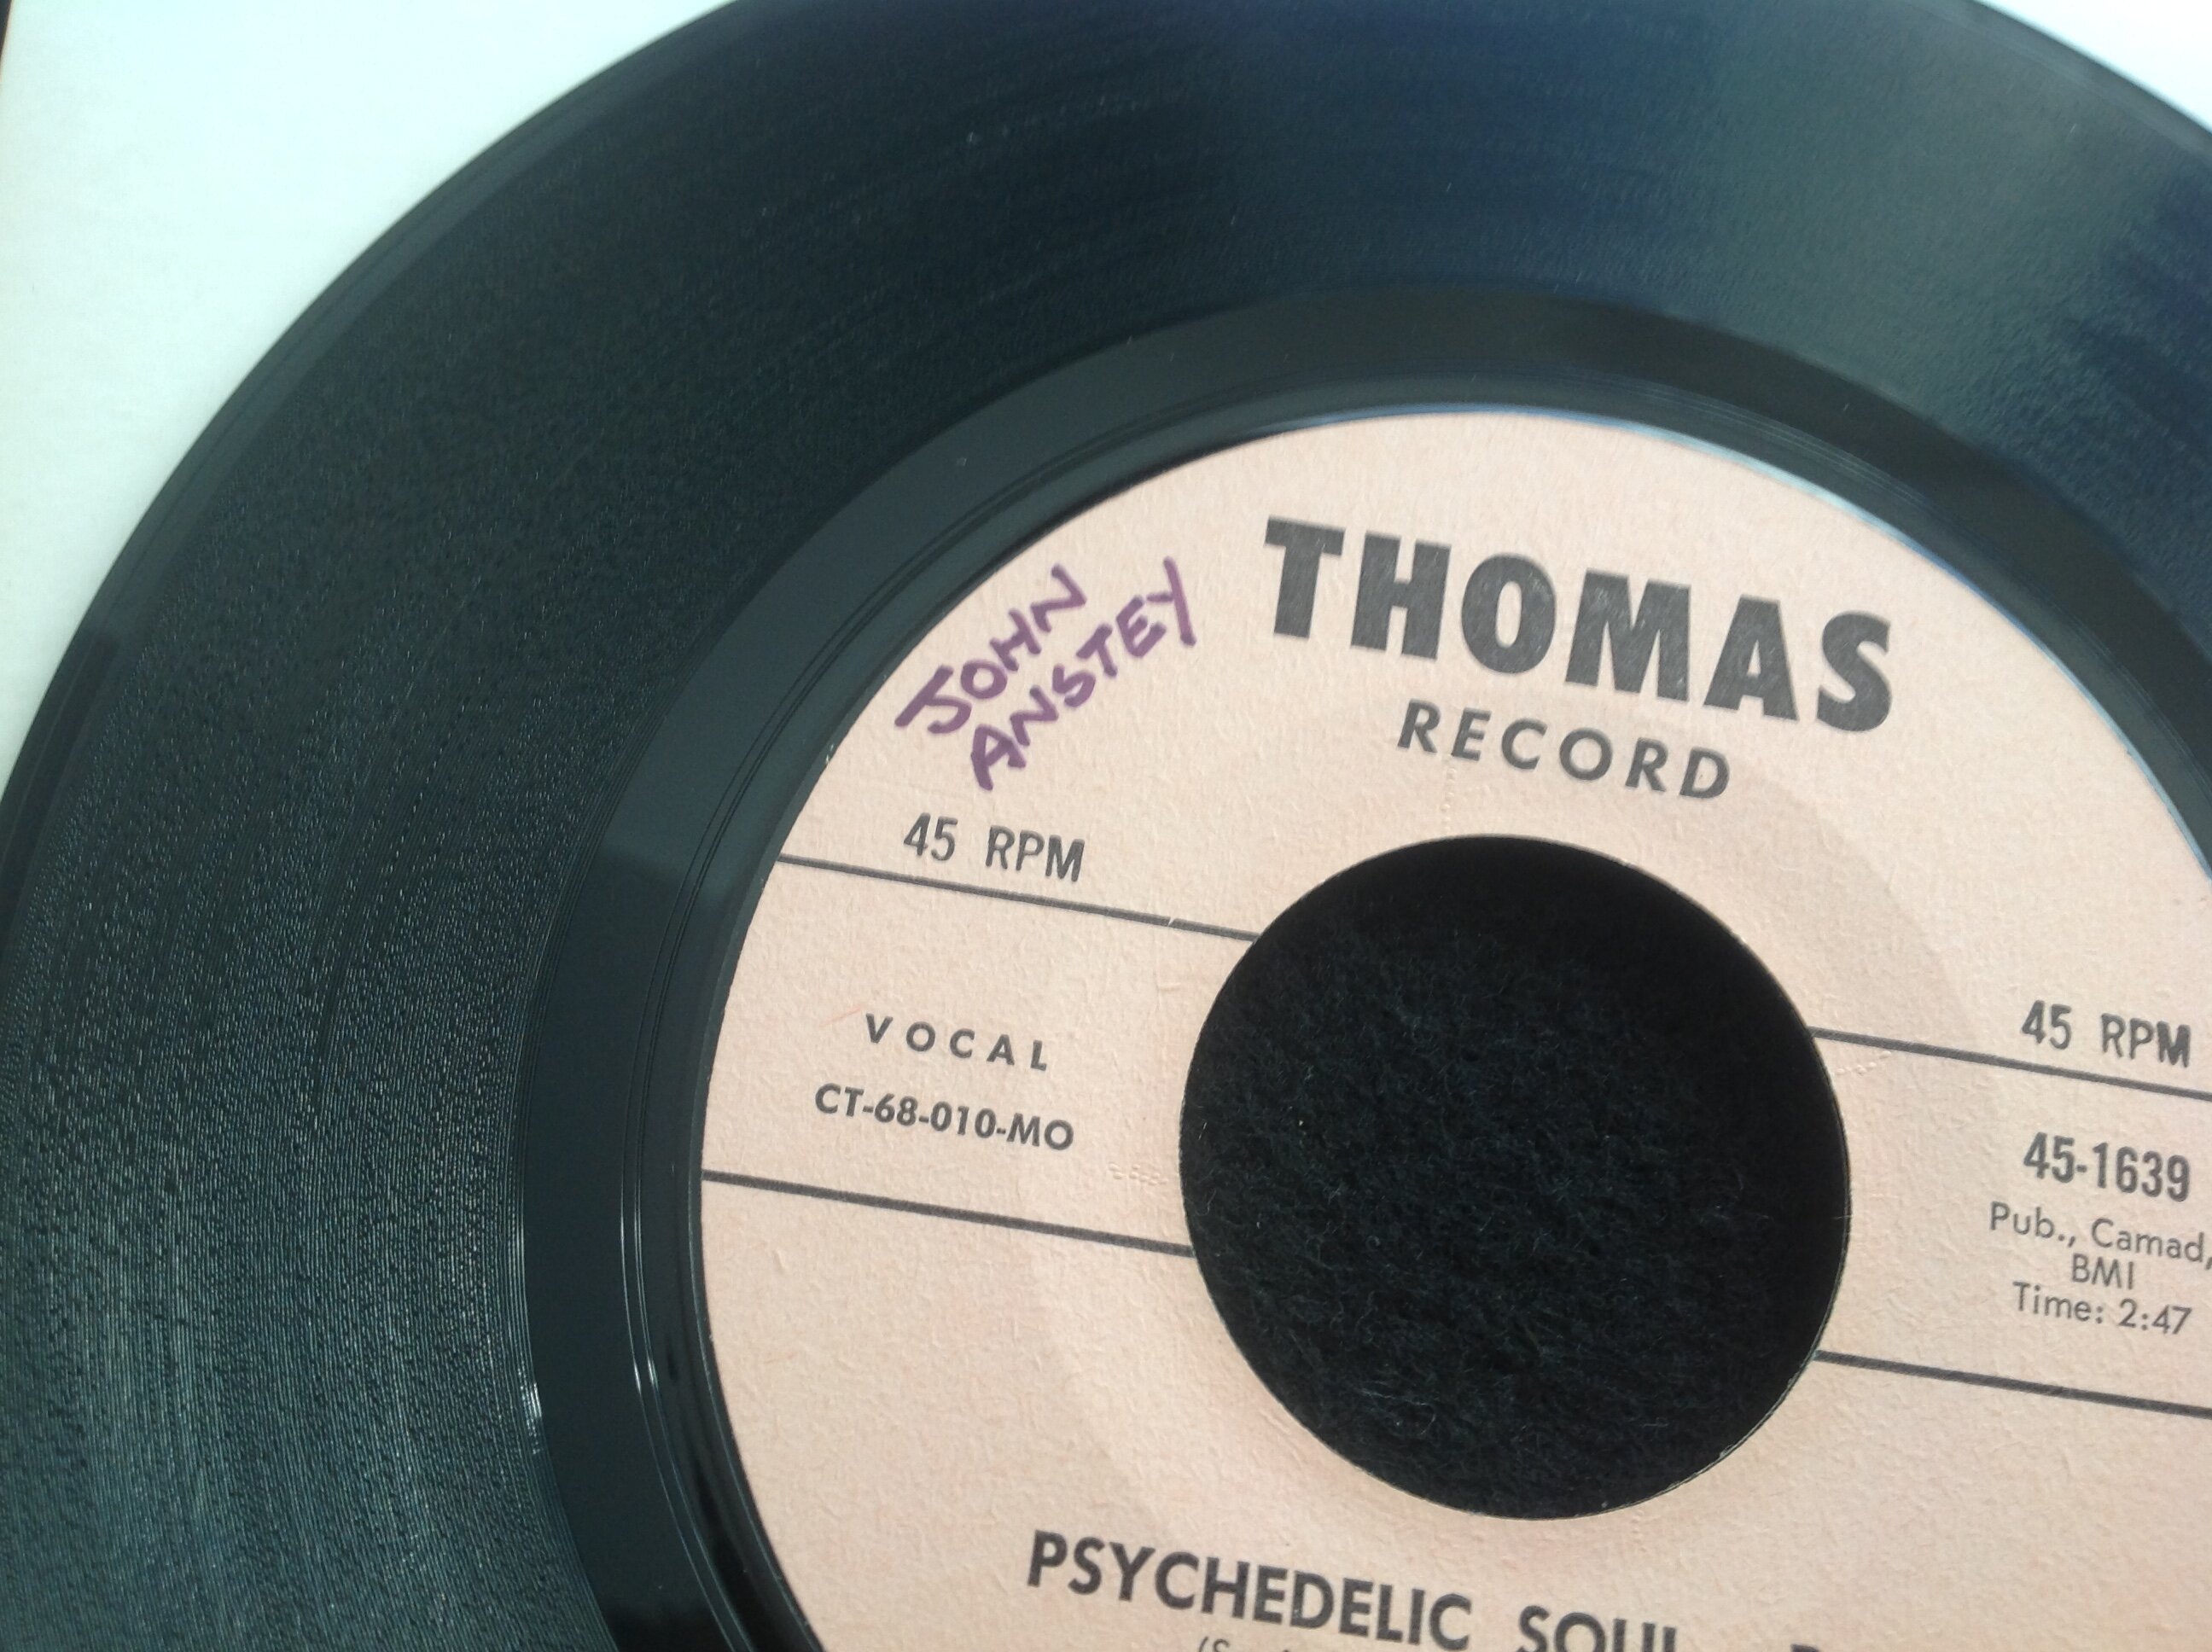 JOHN
ANSTEY
THOMAS
RECORD
45 RPM
45 RPM
VOCAL
CT-68-010-MO
45-1639
Pub., Camad,
BMI
Time: 2:47
PSYCHEDELIC SOUL